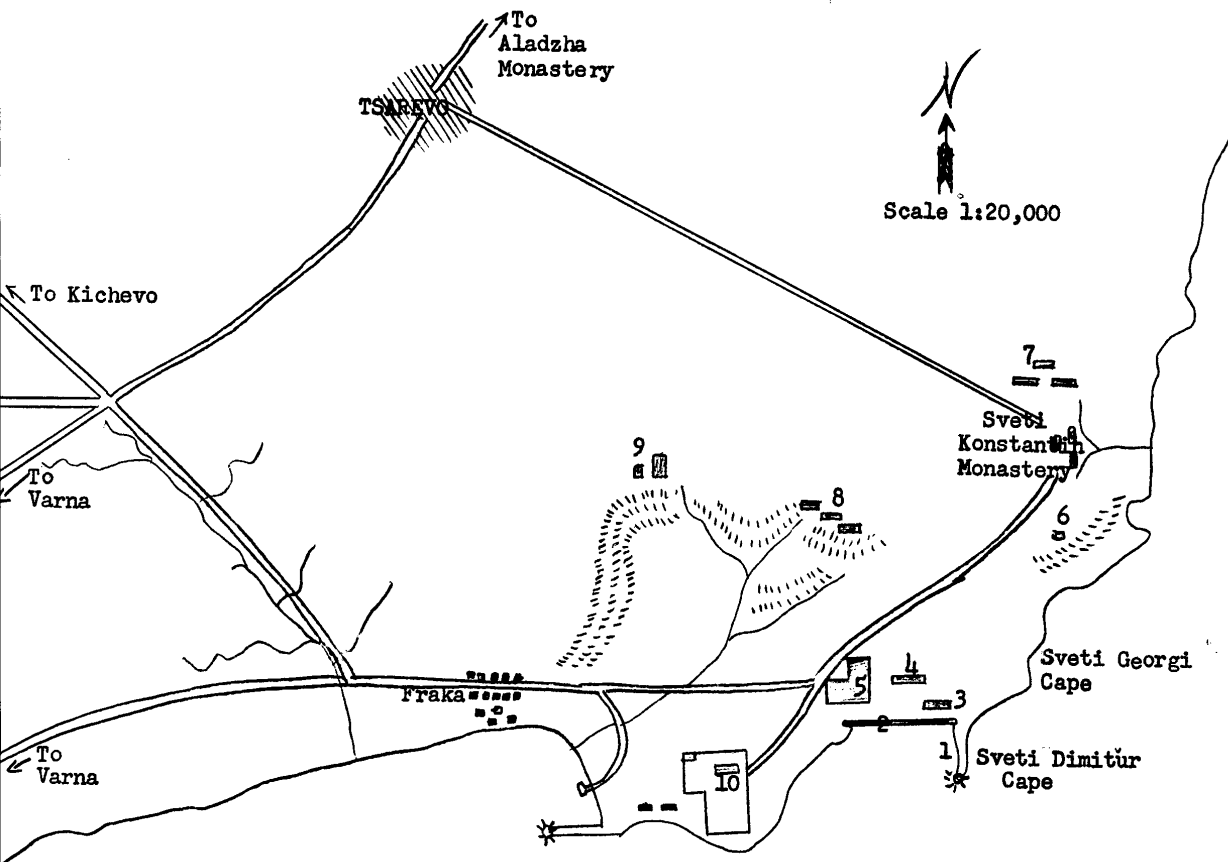 To
Aladzha
Monastery
TSAREVO
N
Scale 1:20,000
To Kichevo
7
Sveti
Konstantin
Monastery
9
8
6
To
Varna
Sveti Georgi
Cape
4
Fraka
5
3
2
1
Sveti Dimitŭr
Cape
To
Varna
10